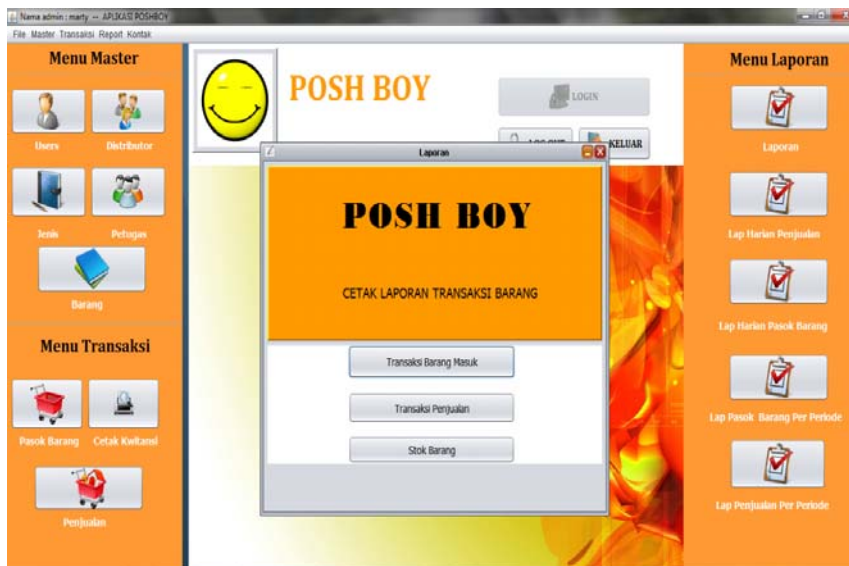 Nama admin : marty -- APLIKASI POSHBOY
File Master Transaksi Report Kontak
Menu Master
Users Distributor
Jenis Petugas
Barang
Menu Transaksi
Pasok Barang Cetak Kwitansi
Penjualan
POSH BOY
LOGIN
LOG OUT KELUAR
Laporan
POSH BOY
CETAK LAPORAN TRANSAKSI BARANG
Transaksi Barang Masuk
Transaksi Penjualan
Stok Barang
Menu Laporan
Laporan
Lap Harian Penjualan
Lap Harian Pasok Barang
Lap Pasok Barang Per Periode
Lap Penjualan Per Periode